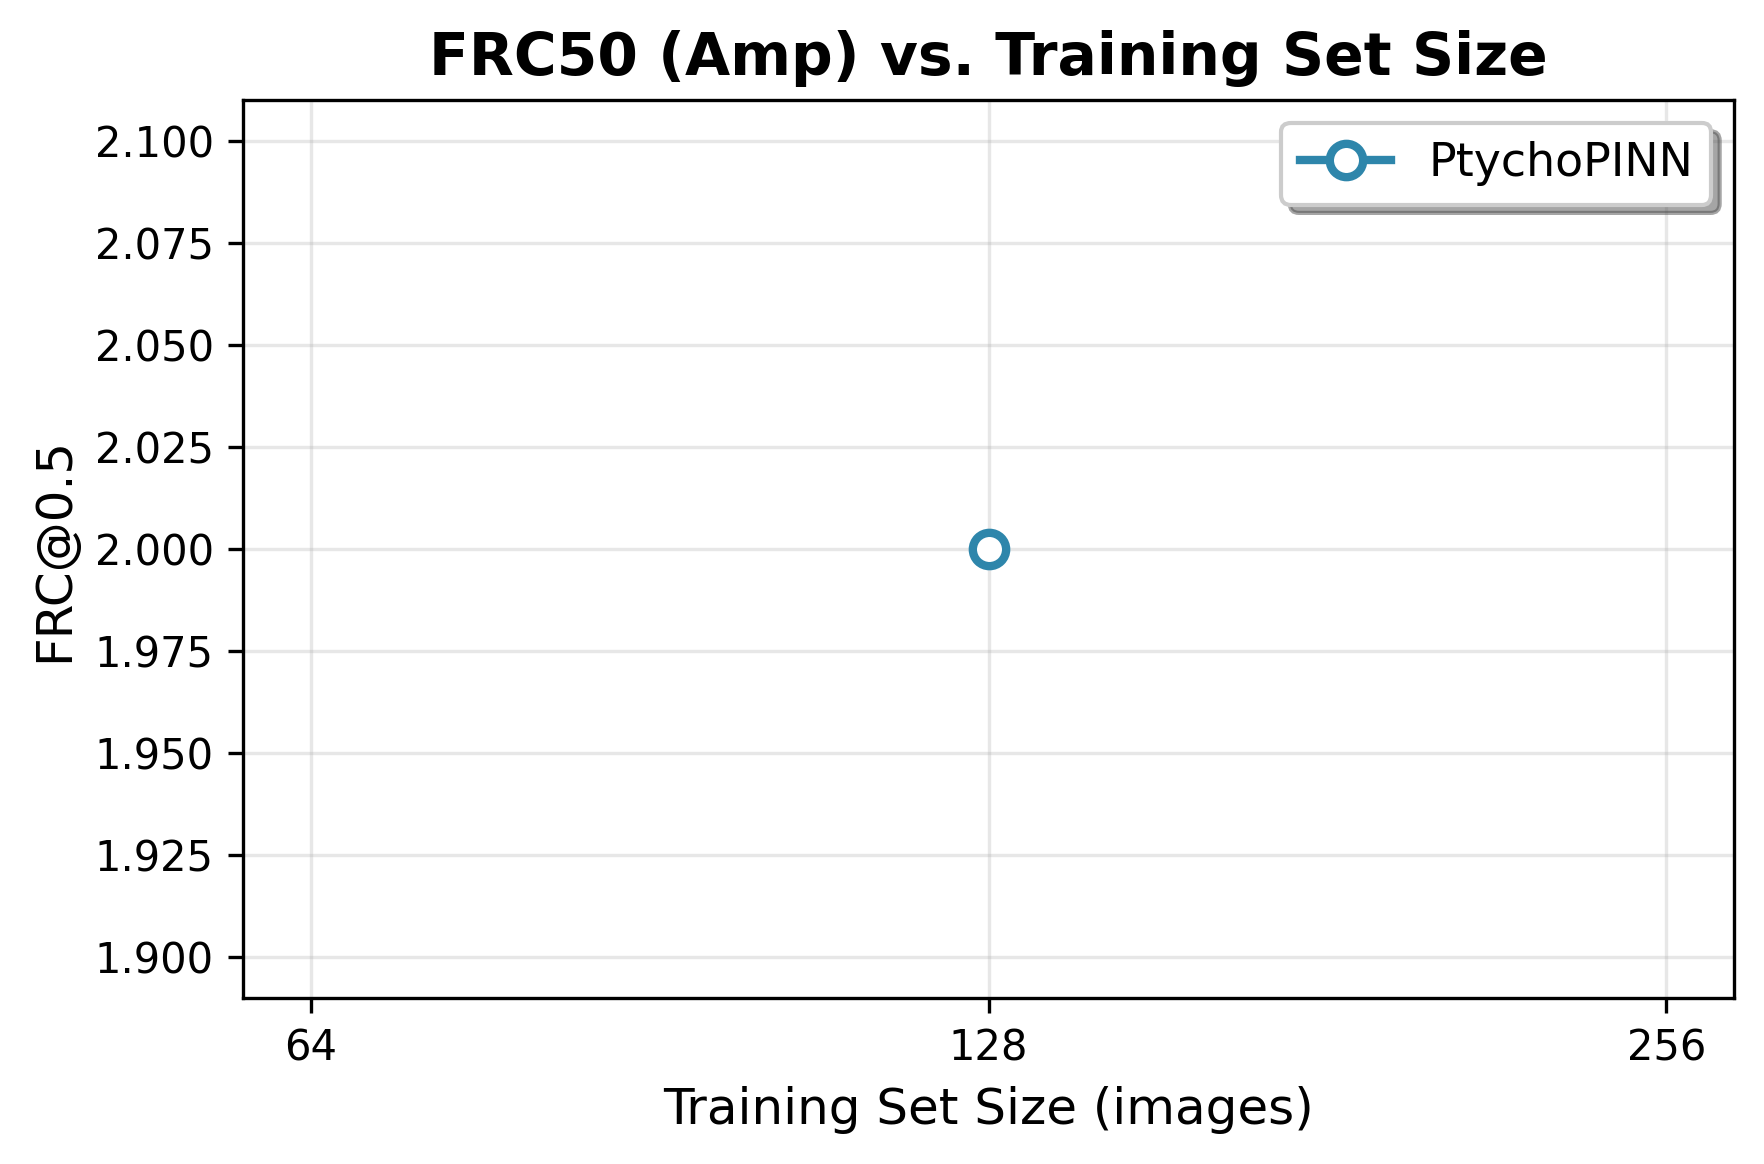 FRC50 (Amp) vs. Training Set Size
PtychoPINN
FRC@0.5
2.100
2.075
2.050
2.025
2.000
1.975
1.950
1.925
1.900
64 128 256
Training Set Size (images)